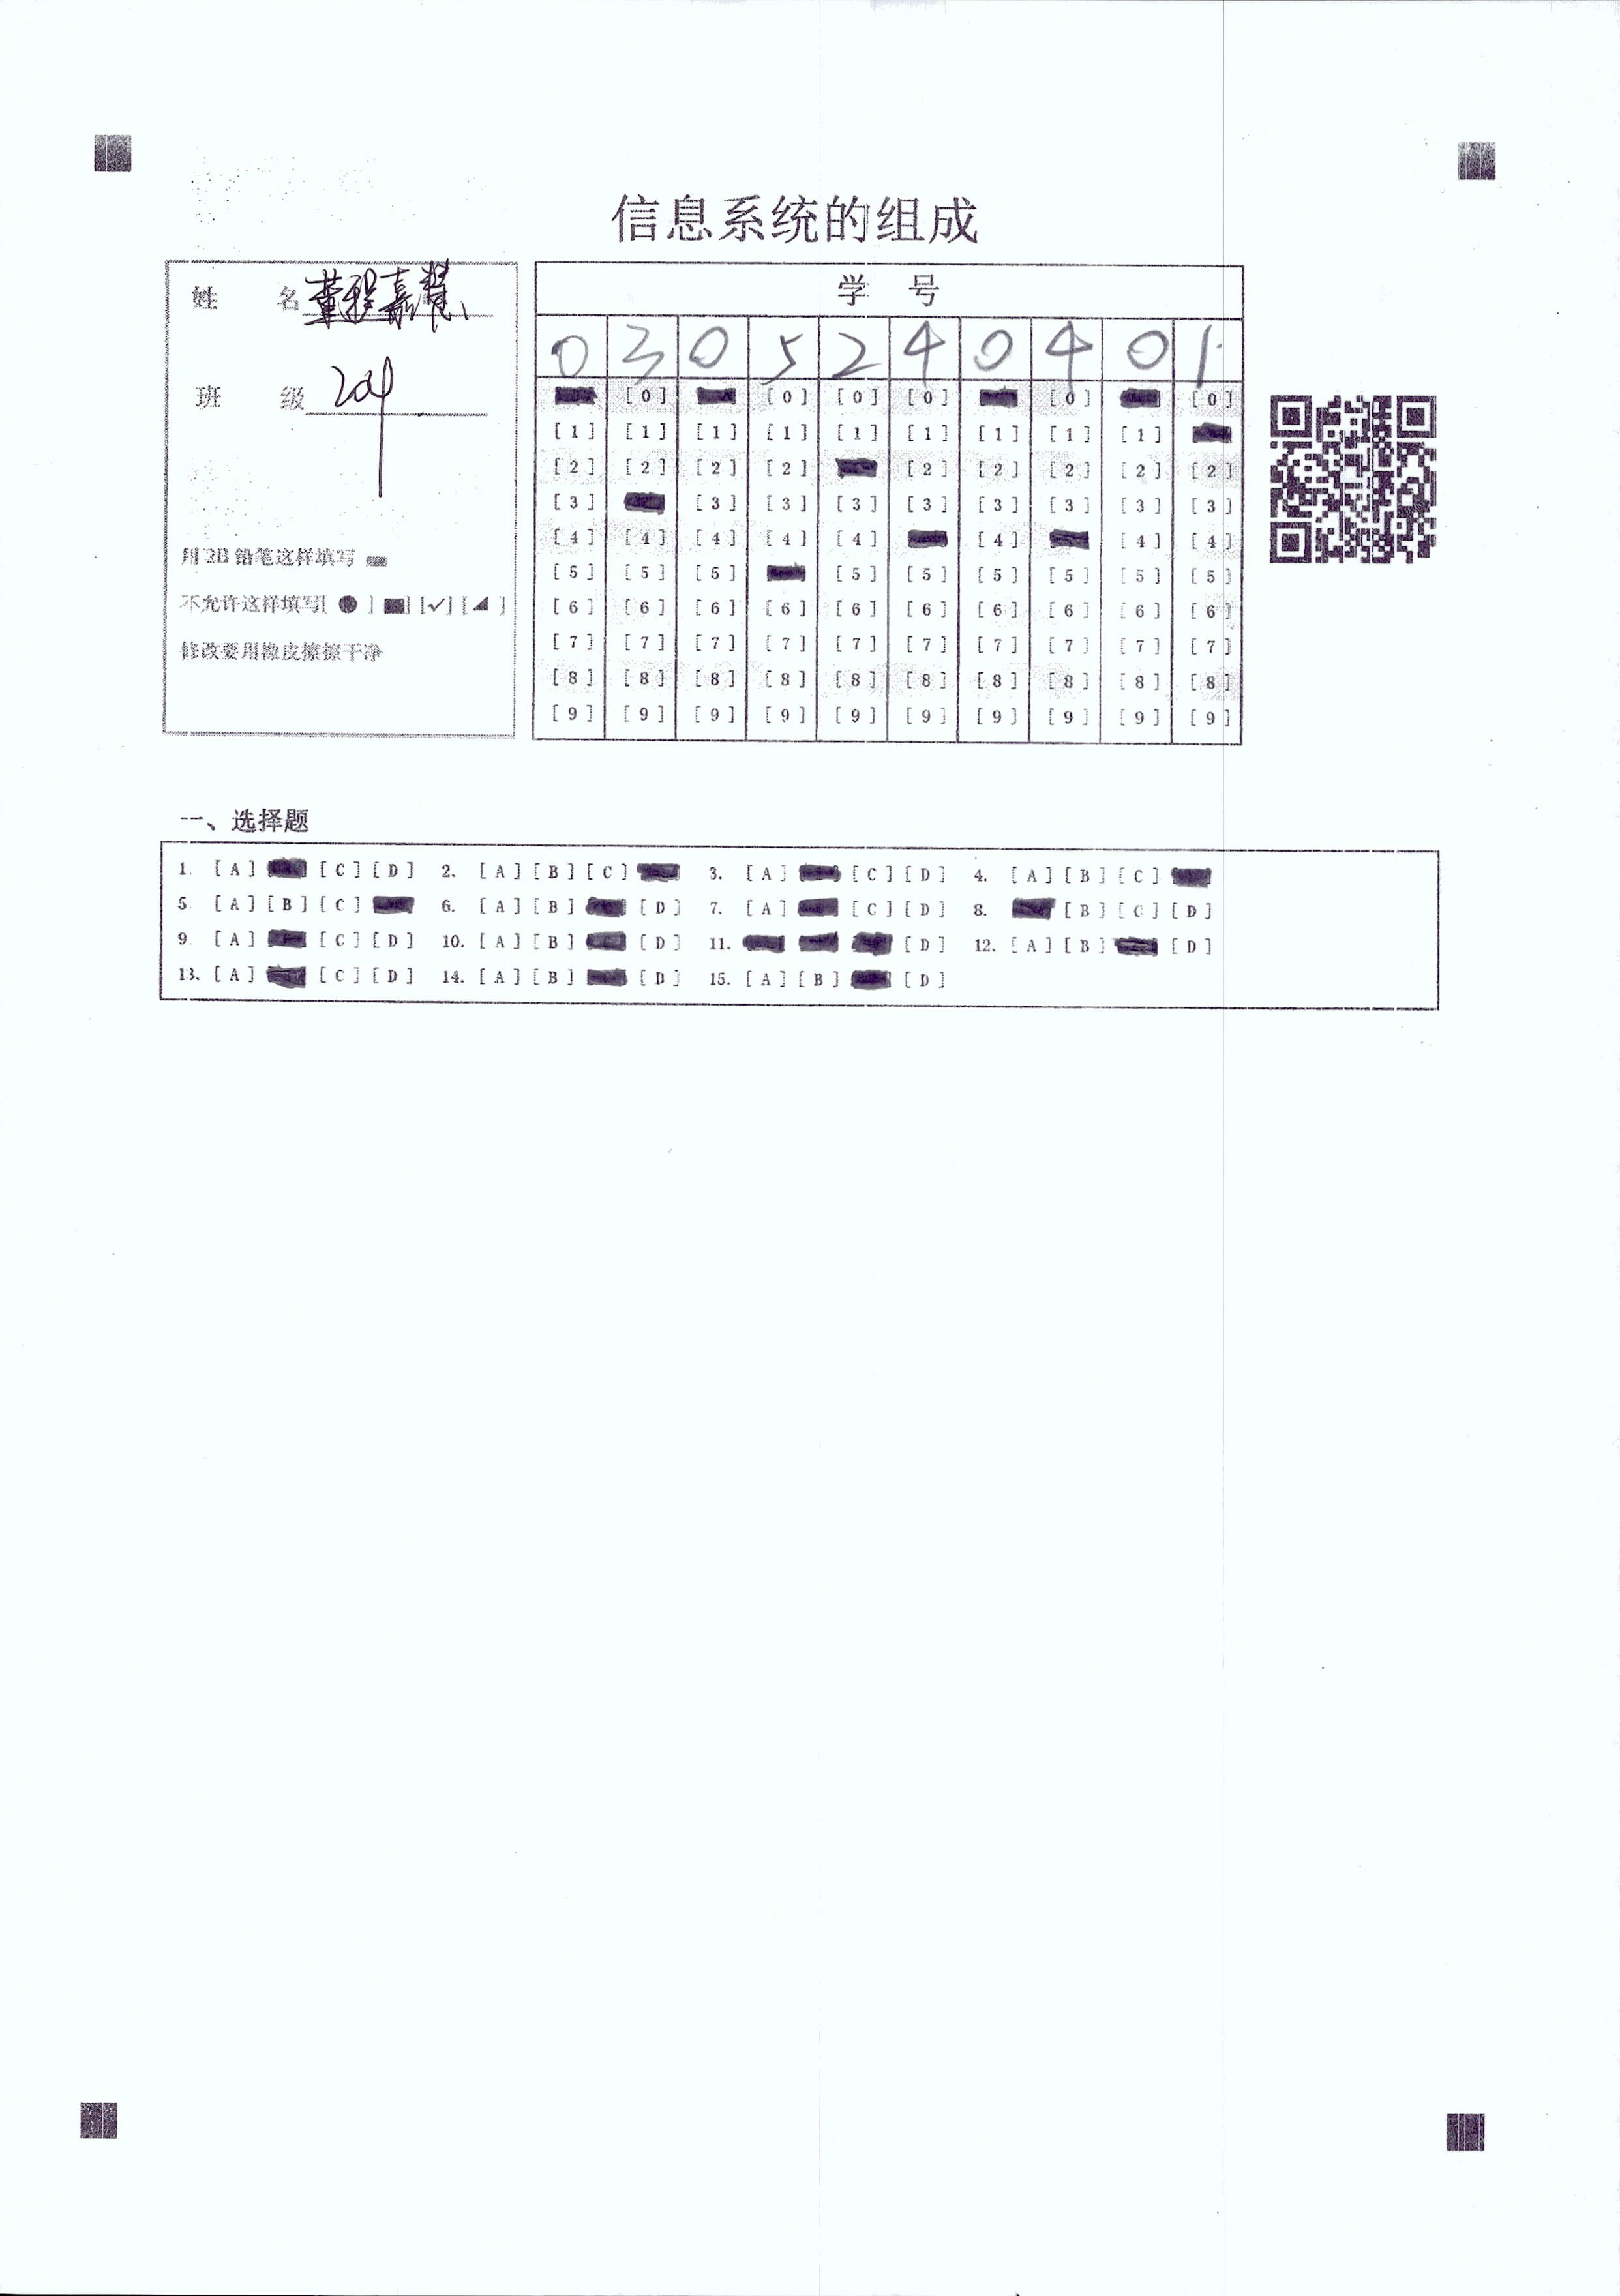 信息系统的组成
姓 名 董程嘉慧
班 级 204
用 2B 铅笔这样填写
不允许这样填写[ ● ] [■] [✓] [◢ ]
修改要用橡皮擦擦干净
学 号
0 3 0 5 2 4 0 4 0 1
[0] [0] [0] [0] [0] [0]
[1] [1] [1] [1] [1] [1] [1] [1] [1]
[2] [2] [2] [2] [2] [2] [2] [2] [2]
[3] [3] [3] [3] [3] [3] [3] [3] [3]
[4] [4] [4] [4] [4] [4] [4] [4]
[5] [5] [5] [5] [5] [5] [5] [5] [5]
[6] [6] [6] [6] [6] [6] [6] [6] [6] [6]
[7] [7] [7] [7] [7] [7] [7] [7] [7] [7]
[8] [8] [8] [8] [8] [8] [8] [8] [8] [8]
[9] [9] [9] [9] [9] [9] [9] [9] [9] [9]
一、选择题
1. [A] [C] [D] 2. [A] [B] [C] 3. [A] [C] [D] 4. [A] [B] [C]
5. [A] [B] [C] 6. [A] [B] [D] 7. [A] [C] [D] 8. [B] [C] [D]
9. [A] [C] [D] 10. [A] [B] [D] 11. [D] 12. [A] [B] [D]
13. [A] [C] [D] 14. [A] [B] [D] 15. [A] [B] [D]